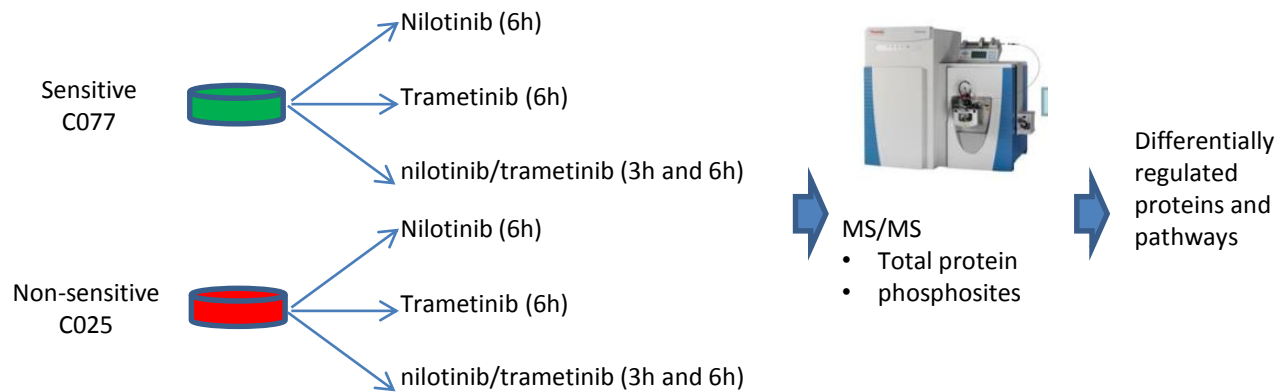 Sensitive
C077
Nilotinib (6h)
Trametinib (6h)
nilotinib/trametinib (3h and 6h)
Non-sensitive
C025
Nilotinib (6h)
Trametinib (6h)
nilotinib/trametinib (3h and 6h)
MS/MS
• Total protein
• phosphosites
Differentially
regulated
proteins and
pathways